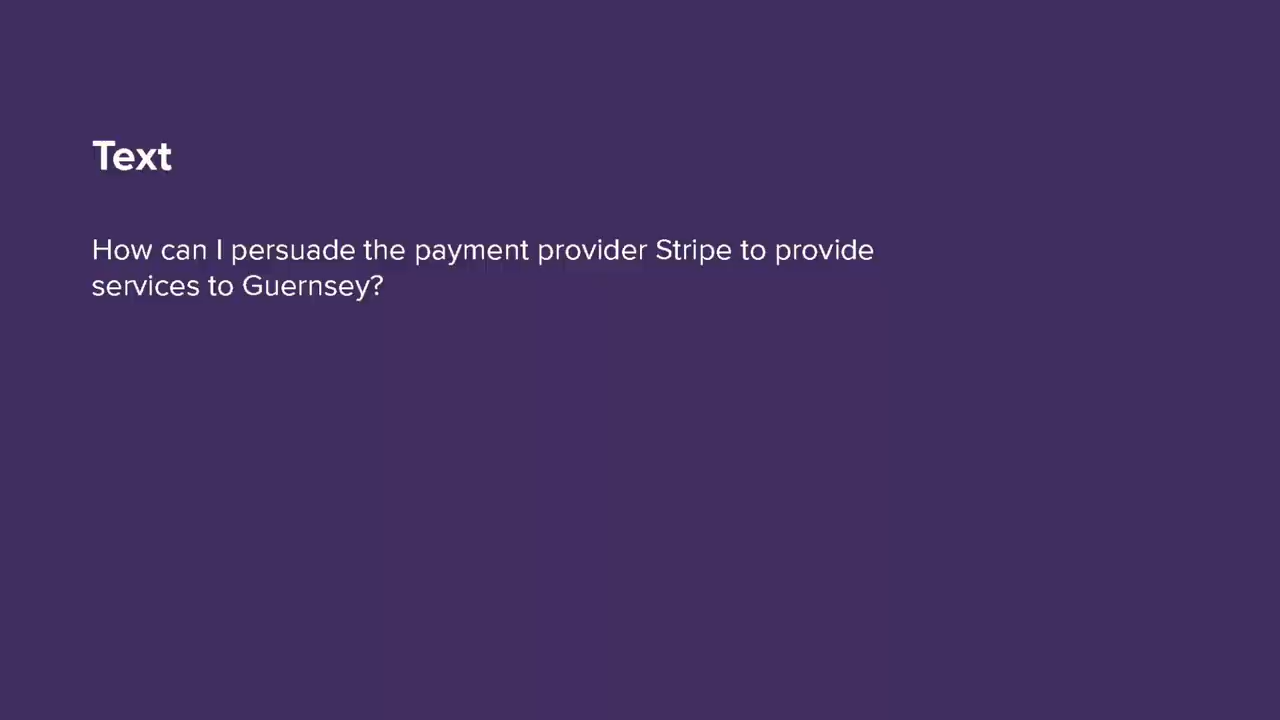 Text
How can I persuade the payment provider Stripe to provide
services to Guernsey?